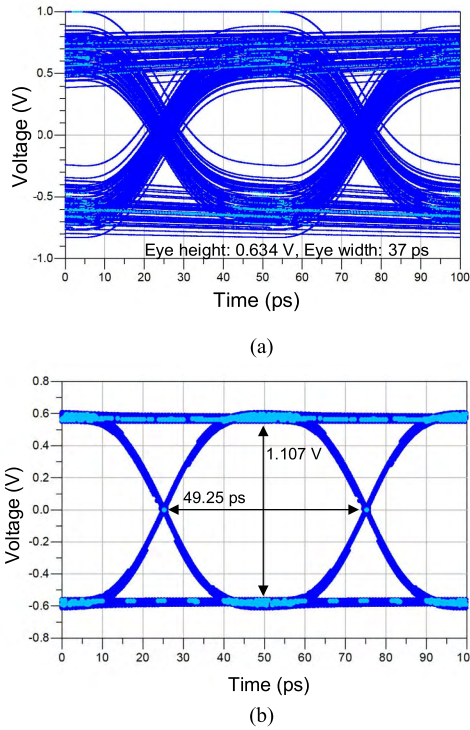 1.0
0.5
0.0
-0.5
-1.0
Voltage (V)
Eye height: 0.634 V, Eye width: 37 ps
0 10 20 30 40 50 60 70 80 90 100
Time (ps)
(a)
0.8
0.6
0.4
0.2
0.0
-0.2
-0.4
-0.6
-0.8
Voltage (V)
1.107 V
49.25 ps
0 10 20 30 40 50 60 70 80 90 100
Time (ps)
(b)